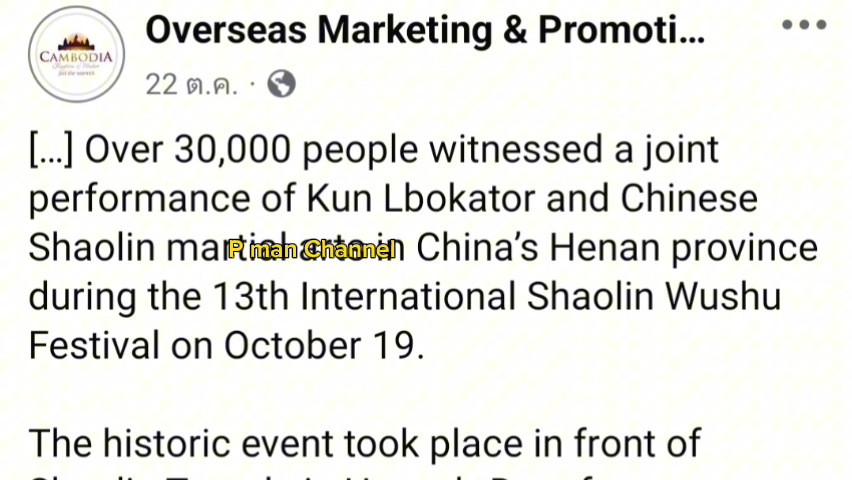 CAMBODIA
Overseas Marketing & Promoti...
22 ต.ค. ·
[...] Over 30,000 people witnessed a joint
performance of Kun Lbokator and Chinese
Shaolin martial arts in China’s Henan province
P man Channel
during the 13th International Shaolin Wushu
Festival on October 19.
The historic event took place in front of